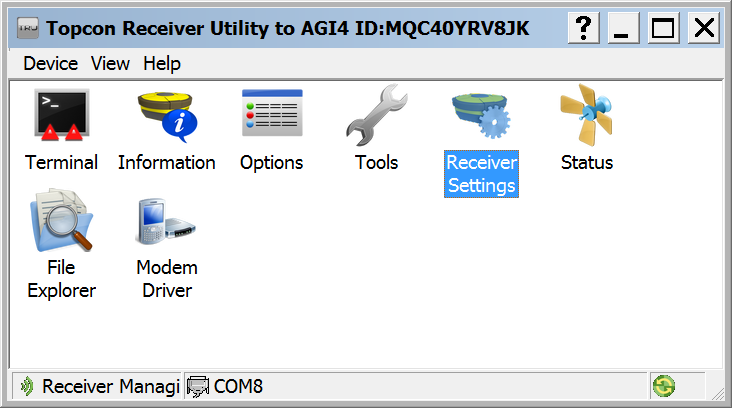 TRU Topcon Receiver Utility to AGI4 ID:MQC40YRV8JK ?
Device View Help
>_
Terminal
i
Information
Options
Tools
Receiver
Settings
Status
File
Explorer
Modem
Driver
Receiver Managi COM8